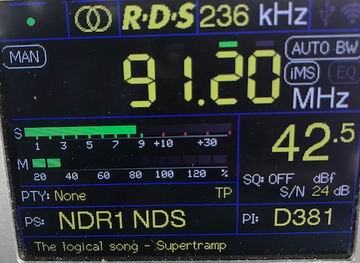 R·D·S 236 kHz
MAN AUTO BW
iMS EQ
91.20 MHz
S 1 3 5 7 9 +10 +30
M 20 40 60 80 100 120 %
42.5 dBf
SQ: OFF
S/N 24 dB
PTY: None TP
PS: NDR1 NDS PI: D381
The logical song - Supertramp